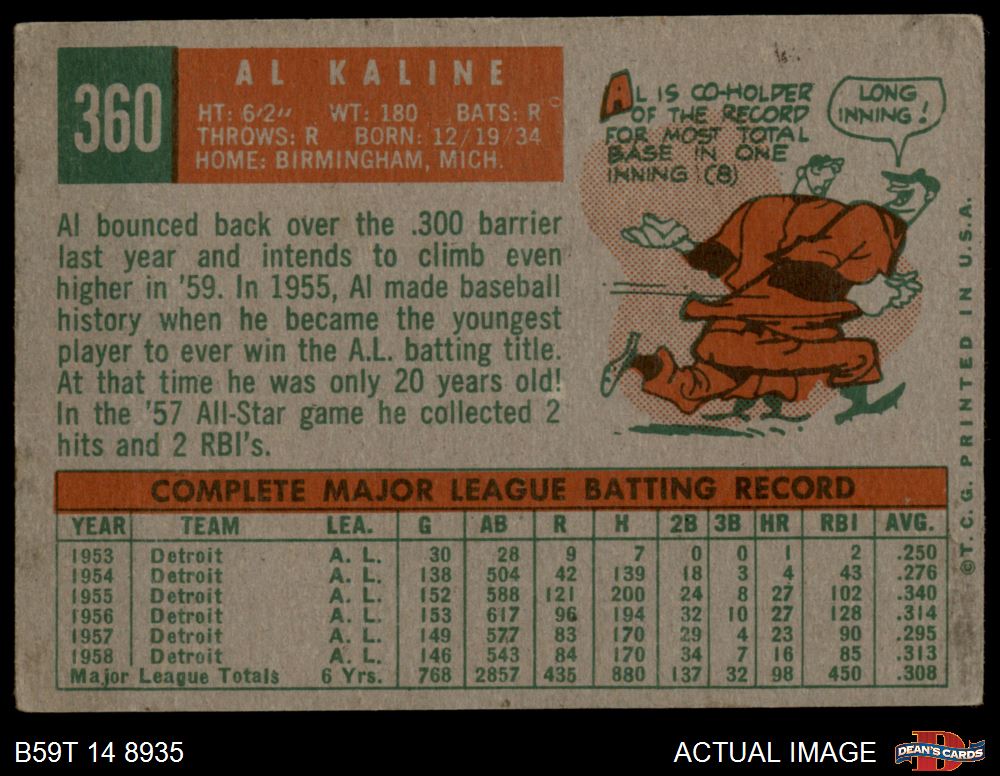 360
AL KALINE
HT: 6'2" WT: 180 BATS: R
THROWS: R BORN: 12/19/34
HOME: BIRMINGHAM, MICH.
Al bounced back over the .300 barrier
last year and intends to climb even
higher in '59. In 1955, Al made baseball
history when he became the youngest
player to ever win the A.L. batting title.
At that time he was only 20 years old!
In the '57 All-Star game he collected 2
hits and 2 RBI's.
AL IS CO-HOLDER
OF THE RECORD
FOR MOST TOTAL
BASE IN ONE
INNING (8)
LONG
INNING!
COMPLETE MAJOR LEAGUE BATTING RECORD
YEAR TEAM LEA. G AB R H 2B 3B HR RBI AVG.
1953 Detroit A. L. 30 28 9 7 0 0 1 2 .250
1954 Detroit A. L. 138 504 42 139 18 3 4 43 .276
1955 Detroit A. L. 152 588 121 200 24 8 27 102 .340
1956 Detroit A. L. 153 617 96 194 32 10 27 128 .314
1957 Detroit A. L. 149 577 83 170 29 4 23 90 .295
1958 Detroit A. L. 146 543 84 170 34 7 16 85 .313
Major League Totals 6 Yrs. 768 2857 435 880 137 32 98 450 .308
©T.C.G. PRINTED IN U.S.A.
B59T 14 8935
ACTUAL IMAGE
D
DEAN'S CARDS